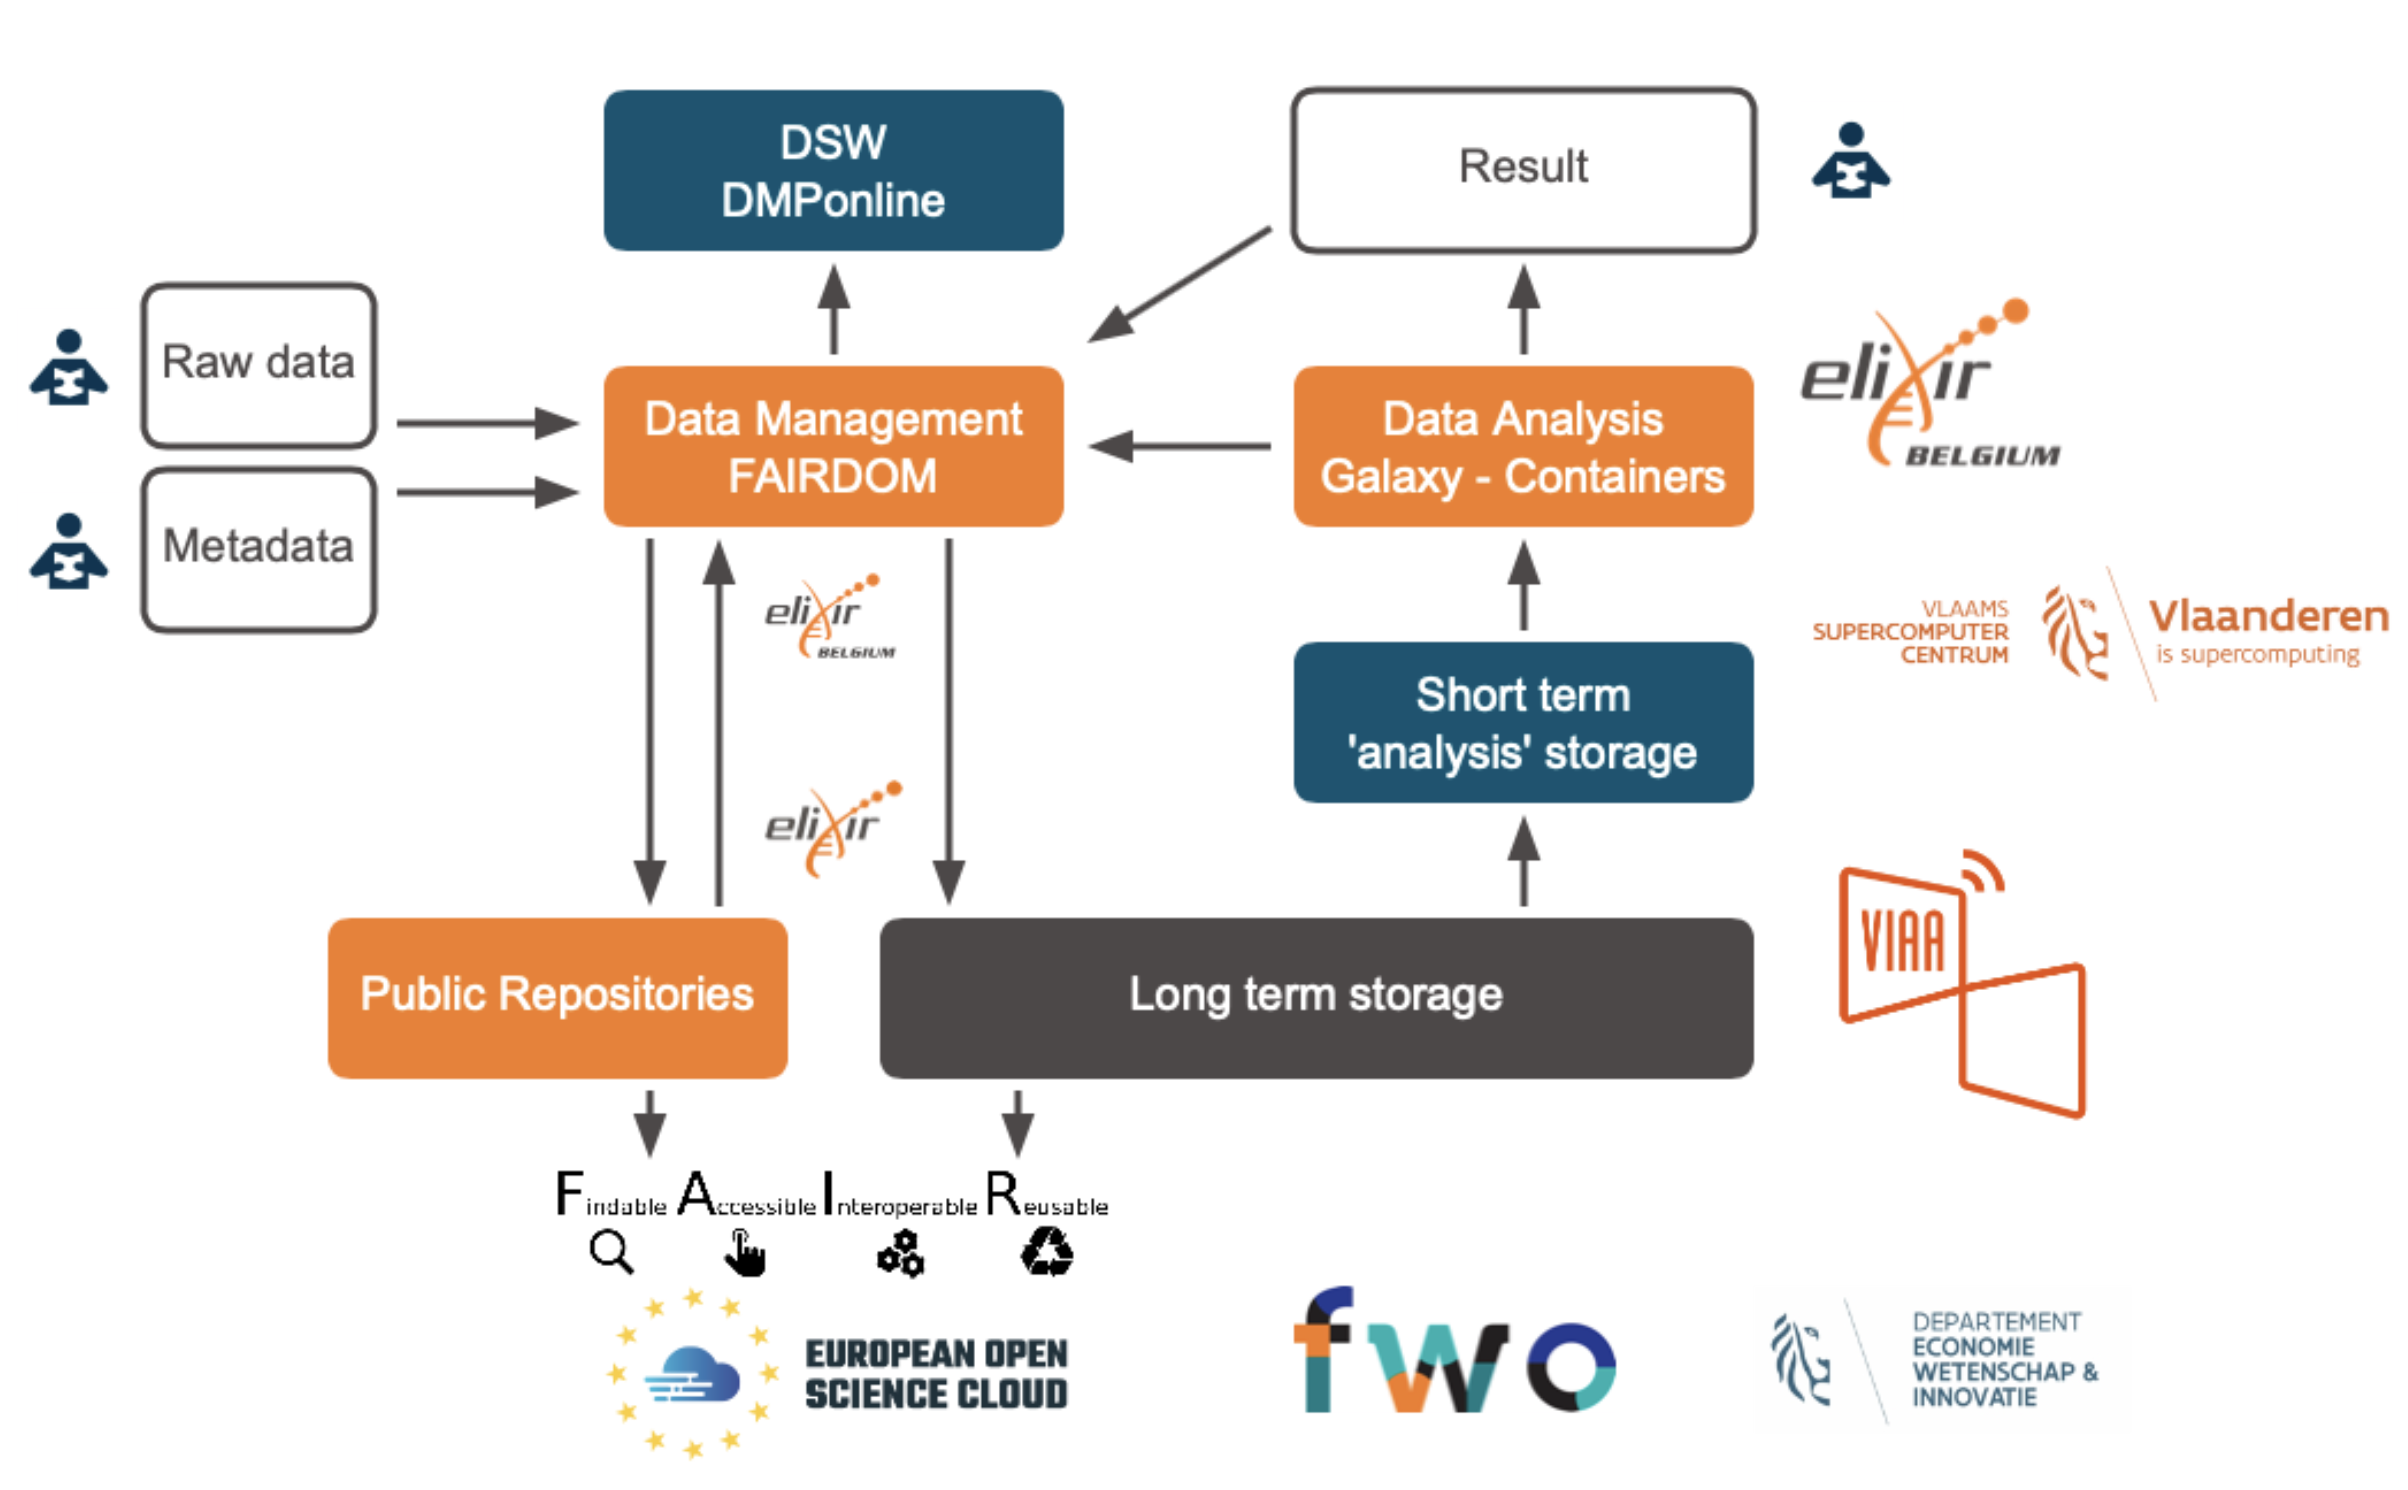 DSW
DMPonline
Result
Raw data
Metadata
Data Management
FAIRDOM
Data Analysis
Galaxy - Containers
elixir
BELGIUM
elixir
BELGIUM
VLAAMS
SUPERCOMPUTER
CENTRUM
Vlaanderen
is supercomputing
Short term
'analysis' storage
elixir
Public Repositories
Long term storage
VIAA
Findable Accessible Interoperable Reusable
EUROPEAN OPEN
SCIENCE CLOUD
fwo
DEPARTEMENT
ECONOMIE
WETENSCHAP &
INNOVATIE